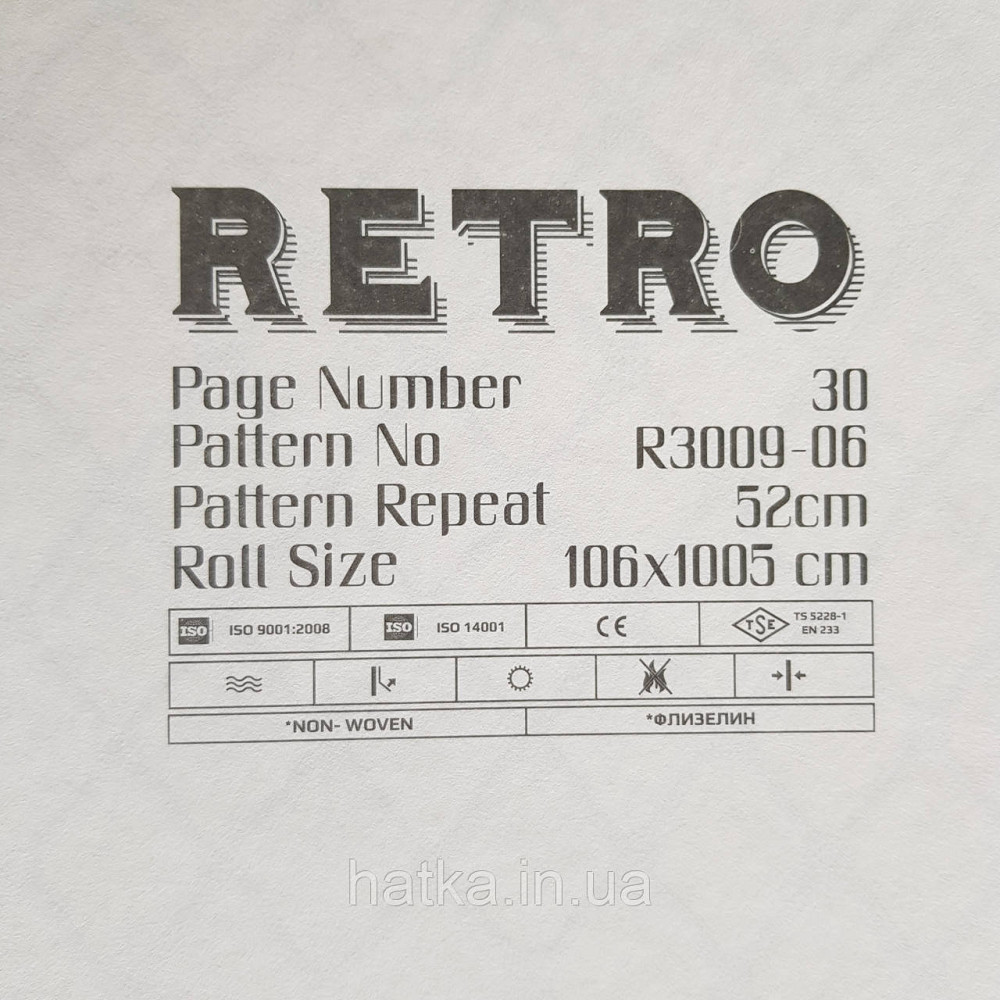 RETRO
Page Number 30
Pattern No R3009-06
Pattern Repeat 52cm
Roll Size 106x1005 cm
ISO ISO 9001:2008 ISO ISO 14001 CE TSE TS 5228-1
EN 233
*NON- WOVEN *ФЛИЗЕЛИН
hatka.in.ua